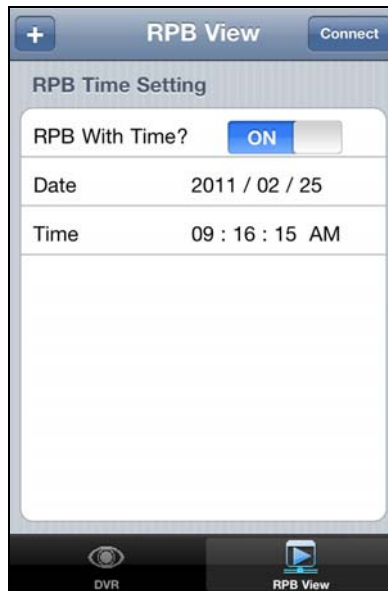 + RPB View Connect
RPB Time Setting
RPB With Time? ON
Date 2011 / 02 / 25
Time 09 : 16 : 15 AM
DVR RPB View